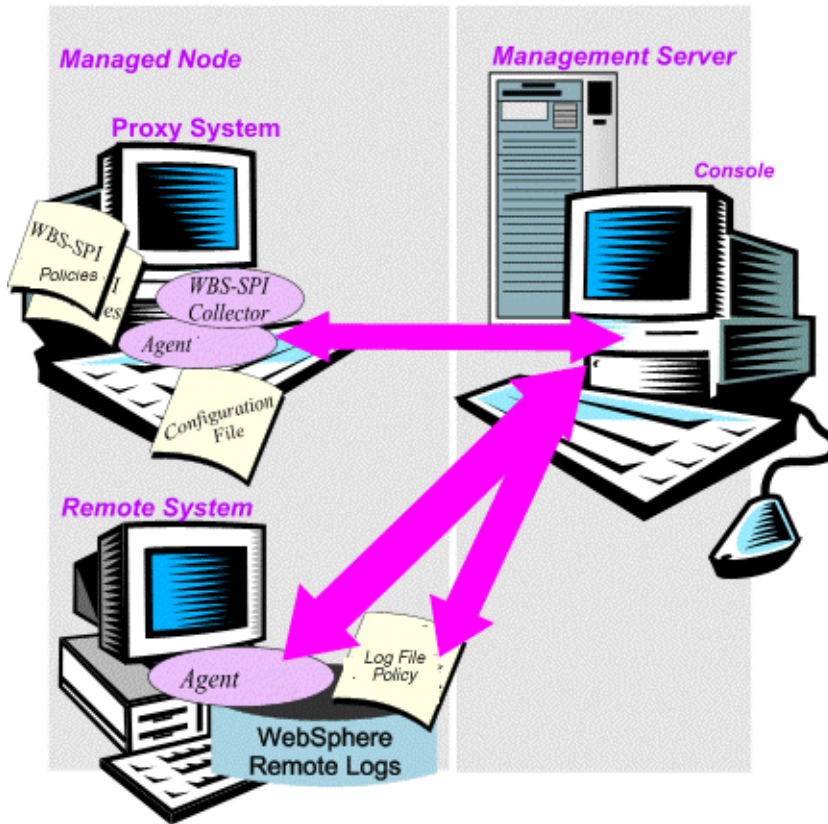 Managed Node
Management Server
Proxy System
Console
WBS-SPI
Policies
I
es
WBS-SPI
Collector
Agent
Configuration
File
Remote System
Agent
Log File
Policy
WebSphere
Remote Logs